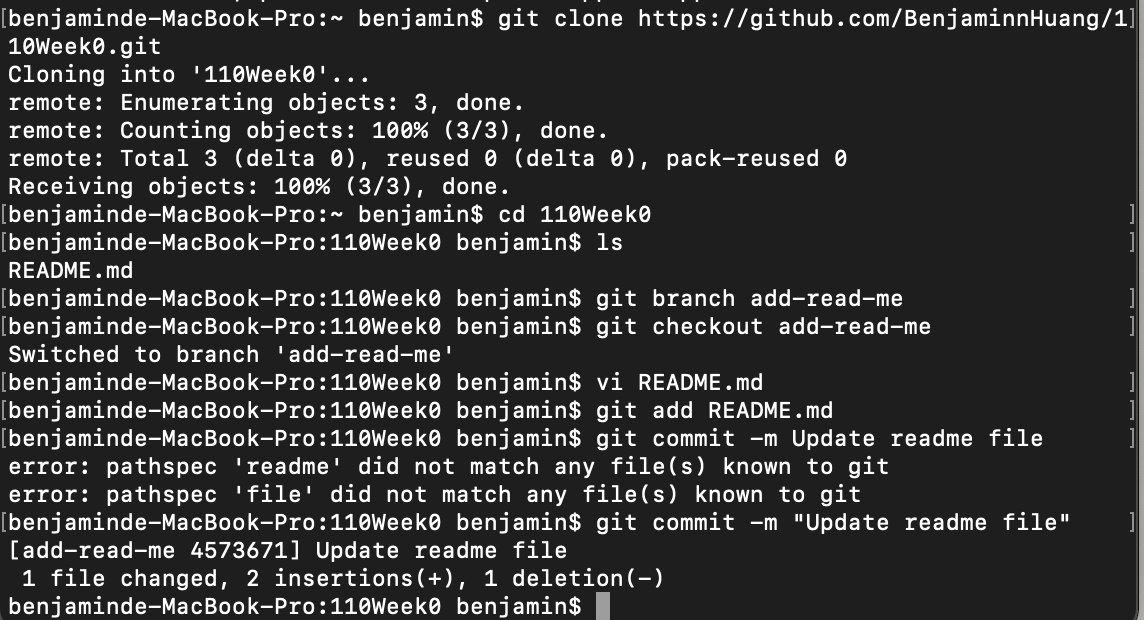 [benjaminde-MacBook-Pro:~ benjamin$ git clone https://github.com/BenjaminnHuang/1]
10Week0.git
Cloning into '110Week0'...
remote: Enumerating objects: 3, done.
remote: Counting objects: 100% (3/3), done.
remote: Total 3 (delta 0), reused 0 (delta 0), pack-reused 0
Receiving objects: 100% (3/3), done.
[benjaminde-MacBook-Pro:~ benjamin$ cd 110Week0 ]
[benjaminde-MacBook-Pro:110Week0 benjamin$ ls ]
README.md
[benjaminde-MacBook-Pro:110Week0 benjamin$ git branch add-read-me ]
[benjaminde-MacBook-Pro:110Week0 benjamin$ git checkout add-read-me ]
Switched to branch 'add-read-me'
[benjaminde-MacBook-Pro:110Week0 benjamin$ vi README.md ]
[benjaminde-MacBook-Pro:110Week0 benjamin$ git add README.md ]
[benjaminde-MacBook-Pro:110Week0 benjamin$ git commit -m Update readme file ]
error: pathspec 'readme' did not match any file(s) known to git
error: pathspec 'file' did not match any file(s) known to git
[benjaminde-MacBook-Pro:110Week0 benjamin$ git commit -m "Update readme file" ]
[add-read-me 4573671] Update readme file
 1 file changed, 2 insertions(+), 1 deletion(-)
benjaminde-MacBook-Pro:110Week0 benjamin$